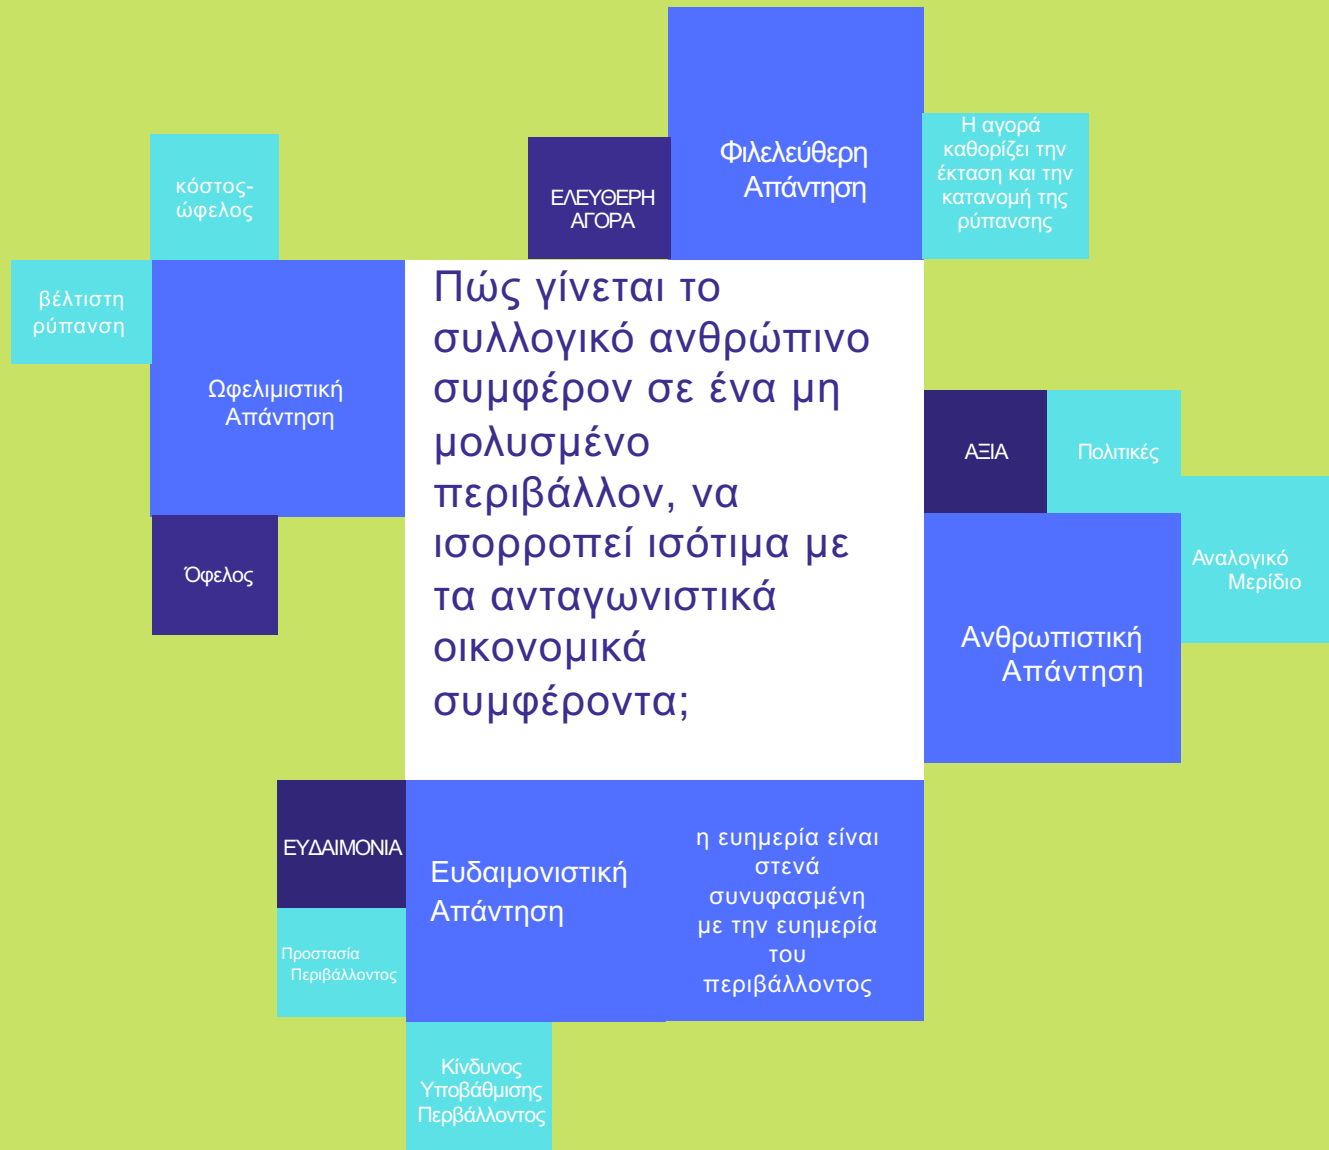 Φιλελεύθερη
Απάντηση
Η αγορά
καθορίζει την
έκταση και την
κατανομή της
ρύπανσης
ΕΛΕΥΘΕΡΗ
ΑΓΟΡΑ
κόστος-
ώφελος
βέλτιστη
ρύπανση
Ωφελιμιστική
Απάντηση
Όφελος
Πώς γίνεται το
συλλογικό ανθρώπινο
συμφέρον σε ένα μη
μολυσμένο
περιβάλλον, να
ισορροπεί ισότιμα με
τα ανταγωνιστικά
οικονομικά
συμφέροντα;
ΑΞΙΑ
Πολιτικές
Αναλογικό
Μερίδιο
Ανθρωπιστική
Απάντηση
ΕΥΔΑΙΜΟΝΙΑ
Ευδαιμονιστική
Απάντηση
η ευημερία είναι
στενά
συνυφασμένη
με την ευημερία
του
περιβάλλοντος
Προστασία
Περιβάλλοντος
Κίνδυνος
Υποβάθμισης
Περβάλλοντος